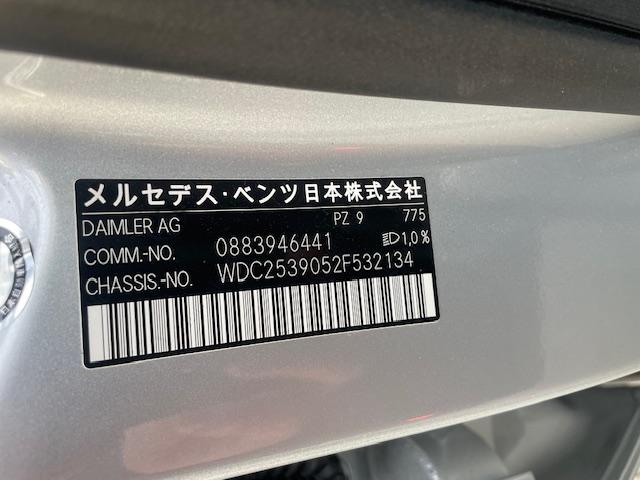 メルセデス・ベンツ日本株式会社
DAIMLER AG PZ 9 775
COMM.-NO. 0883946441 1,0%
CHASSIS.-NO. WDC2539052F532134